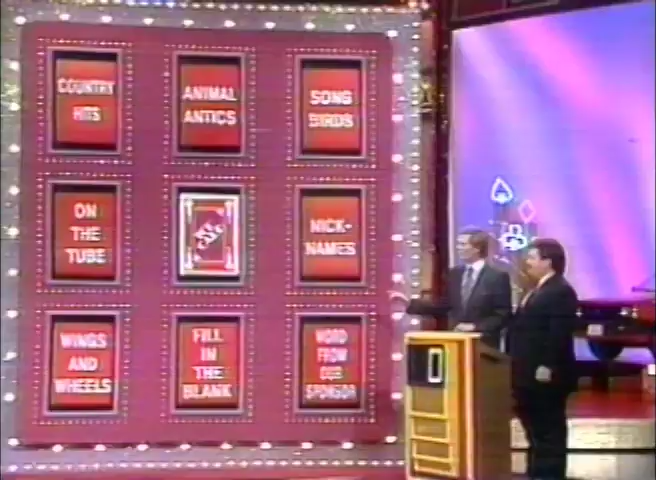 COUNTRY
HITS
ANIMAL
ANTICS
SONG
BIRDS
ON
THE
TUBE
NICK-
NAMES
WINGS
AND
WHEELS
FILL
IN
THE
BLANK
WORD
FROM
OUR
SPONSOR
0